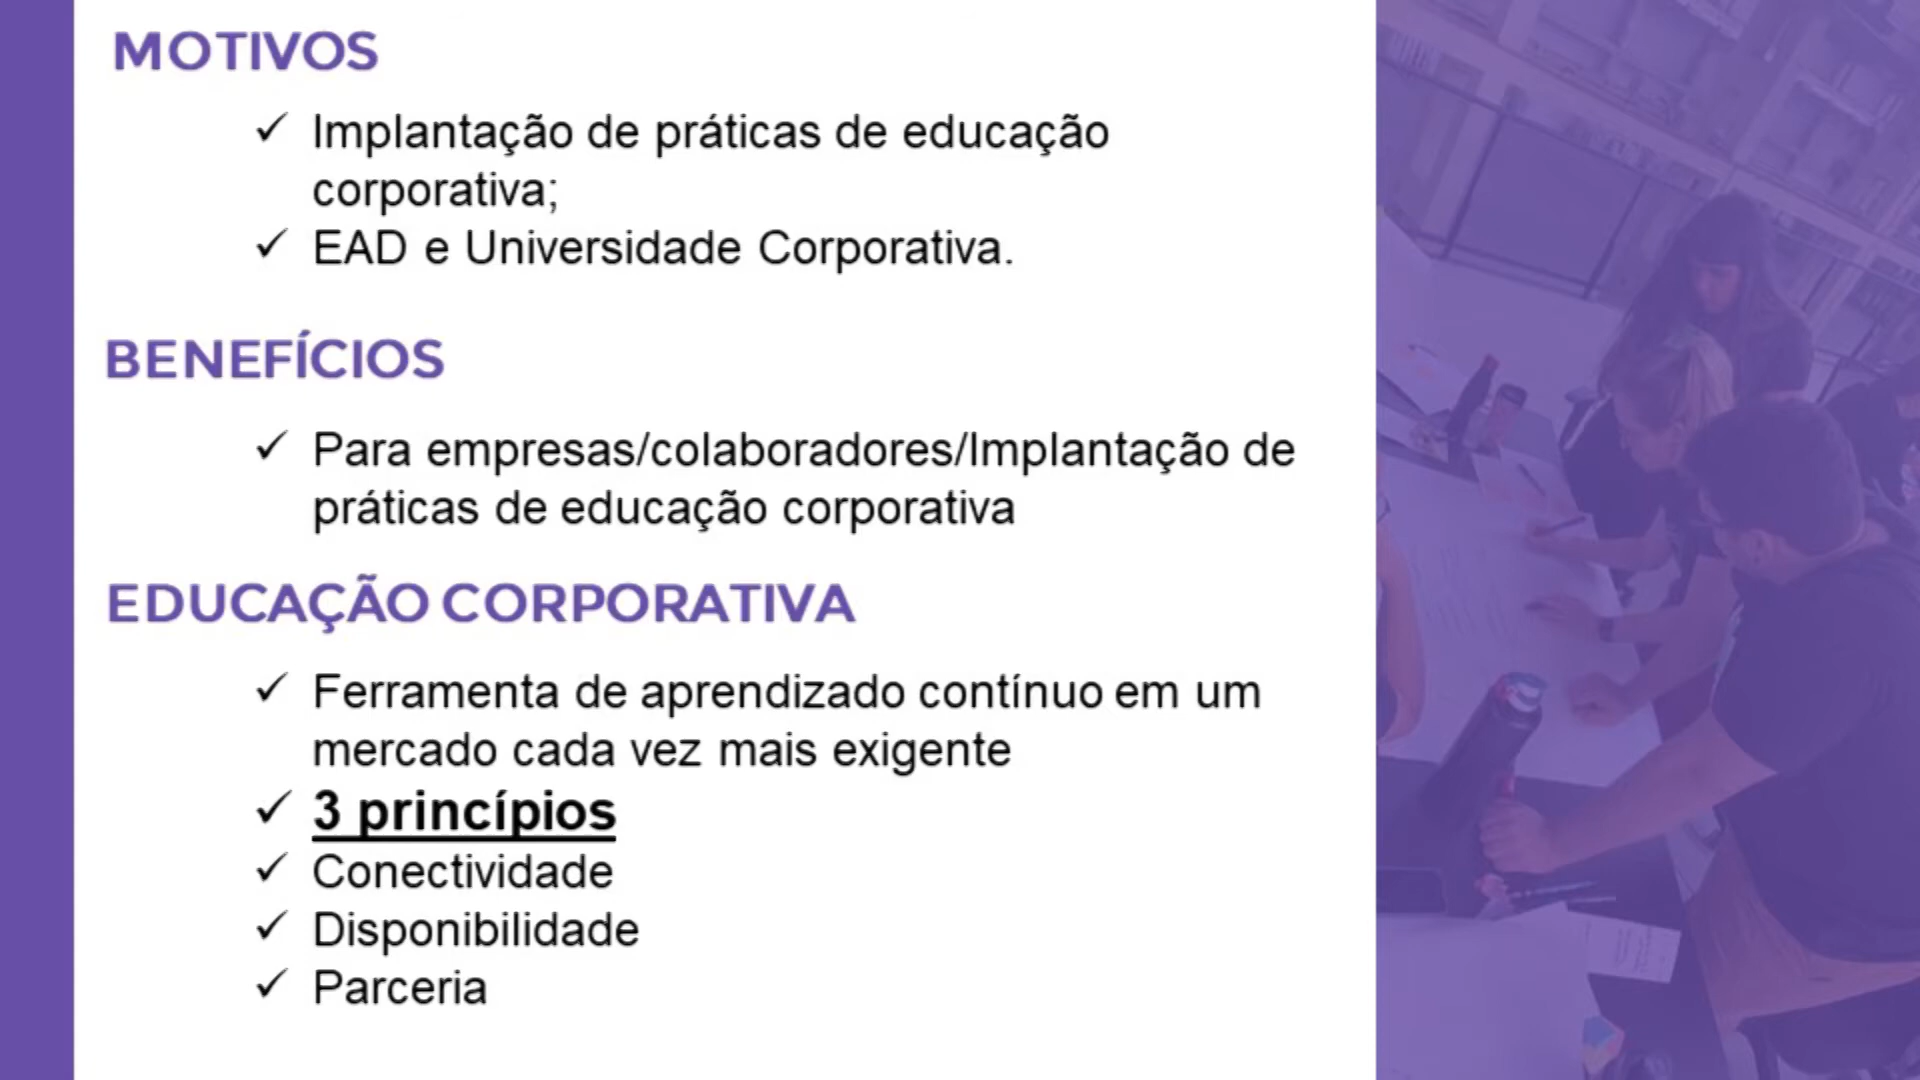 MOTIVOS
✓ Implantação de práticas de educação
corporativa;
✓ EAD e Universidade Corporativa.
BENEFÍCIOS
✓ Para empresas/colaboradores/Implantação de
práticas de educação corporativa
EDUCAÇÃO CORPORATIVA
✓ Ferramenta de aprendizado contínuo em um
mercado cada vez mais exigente
✓ 3 princípios
✓ Conectividade
✓ Disponibilidade
✓ Parceria